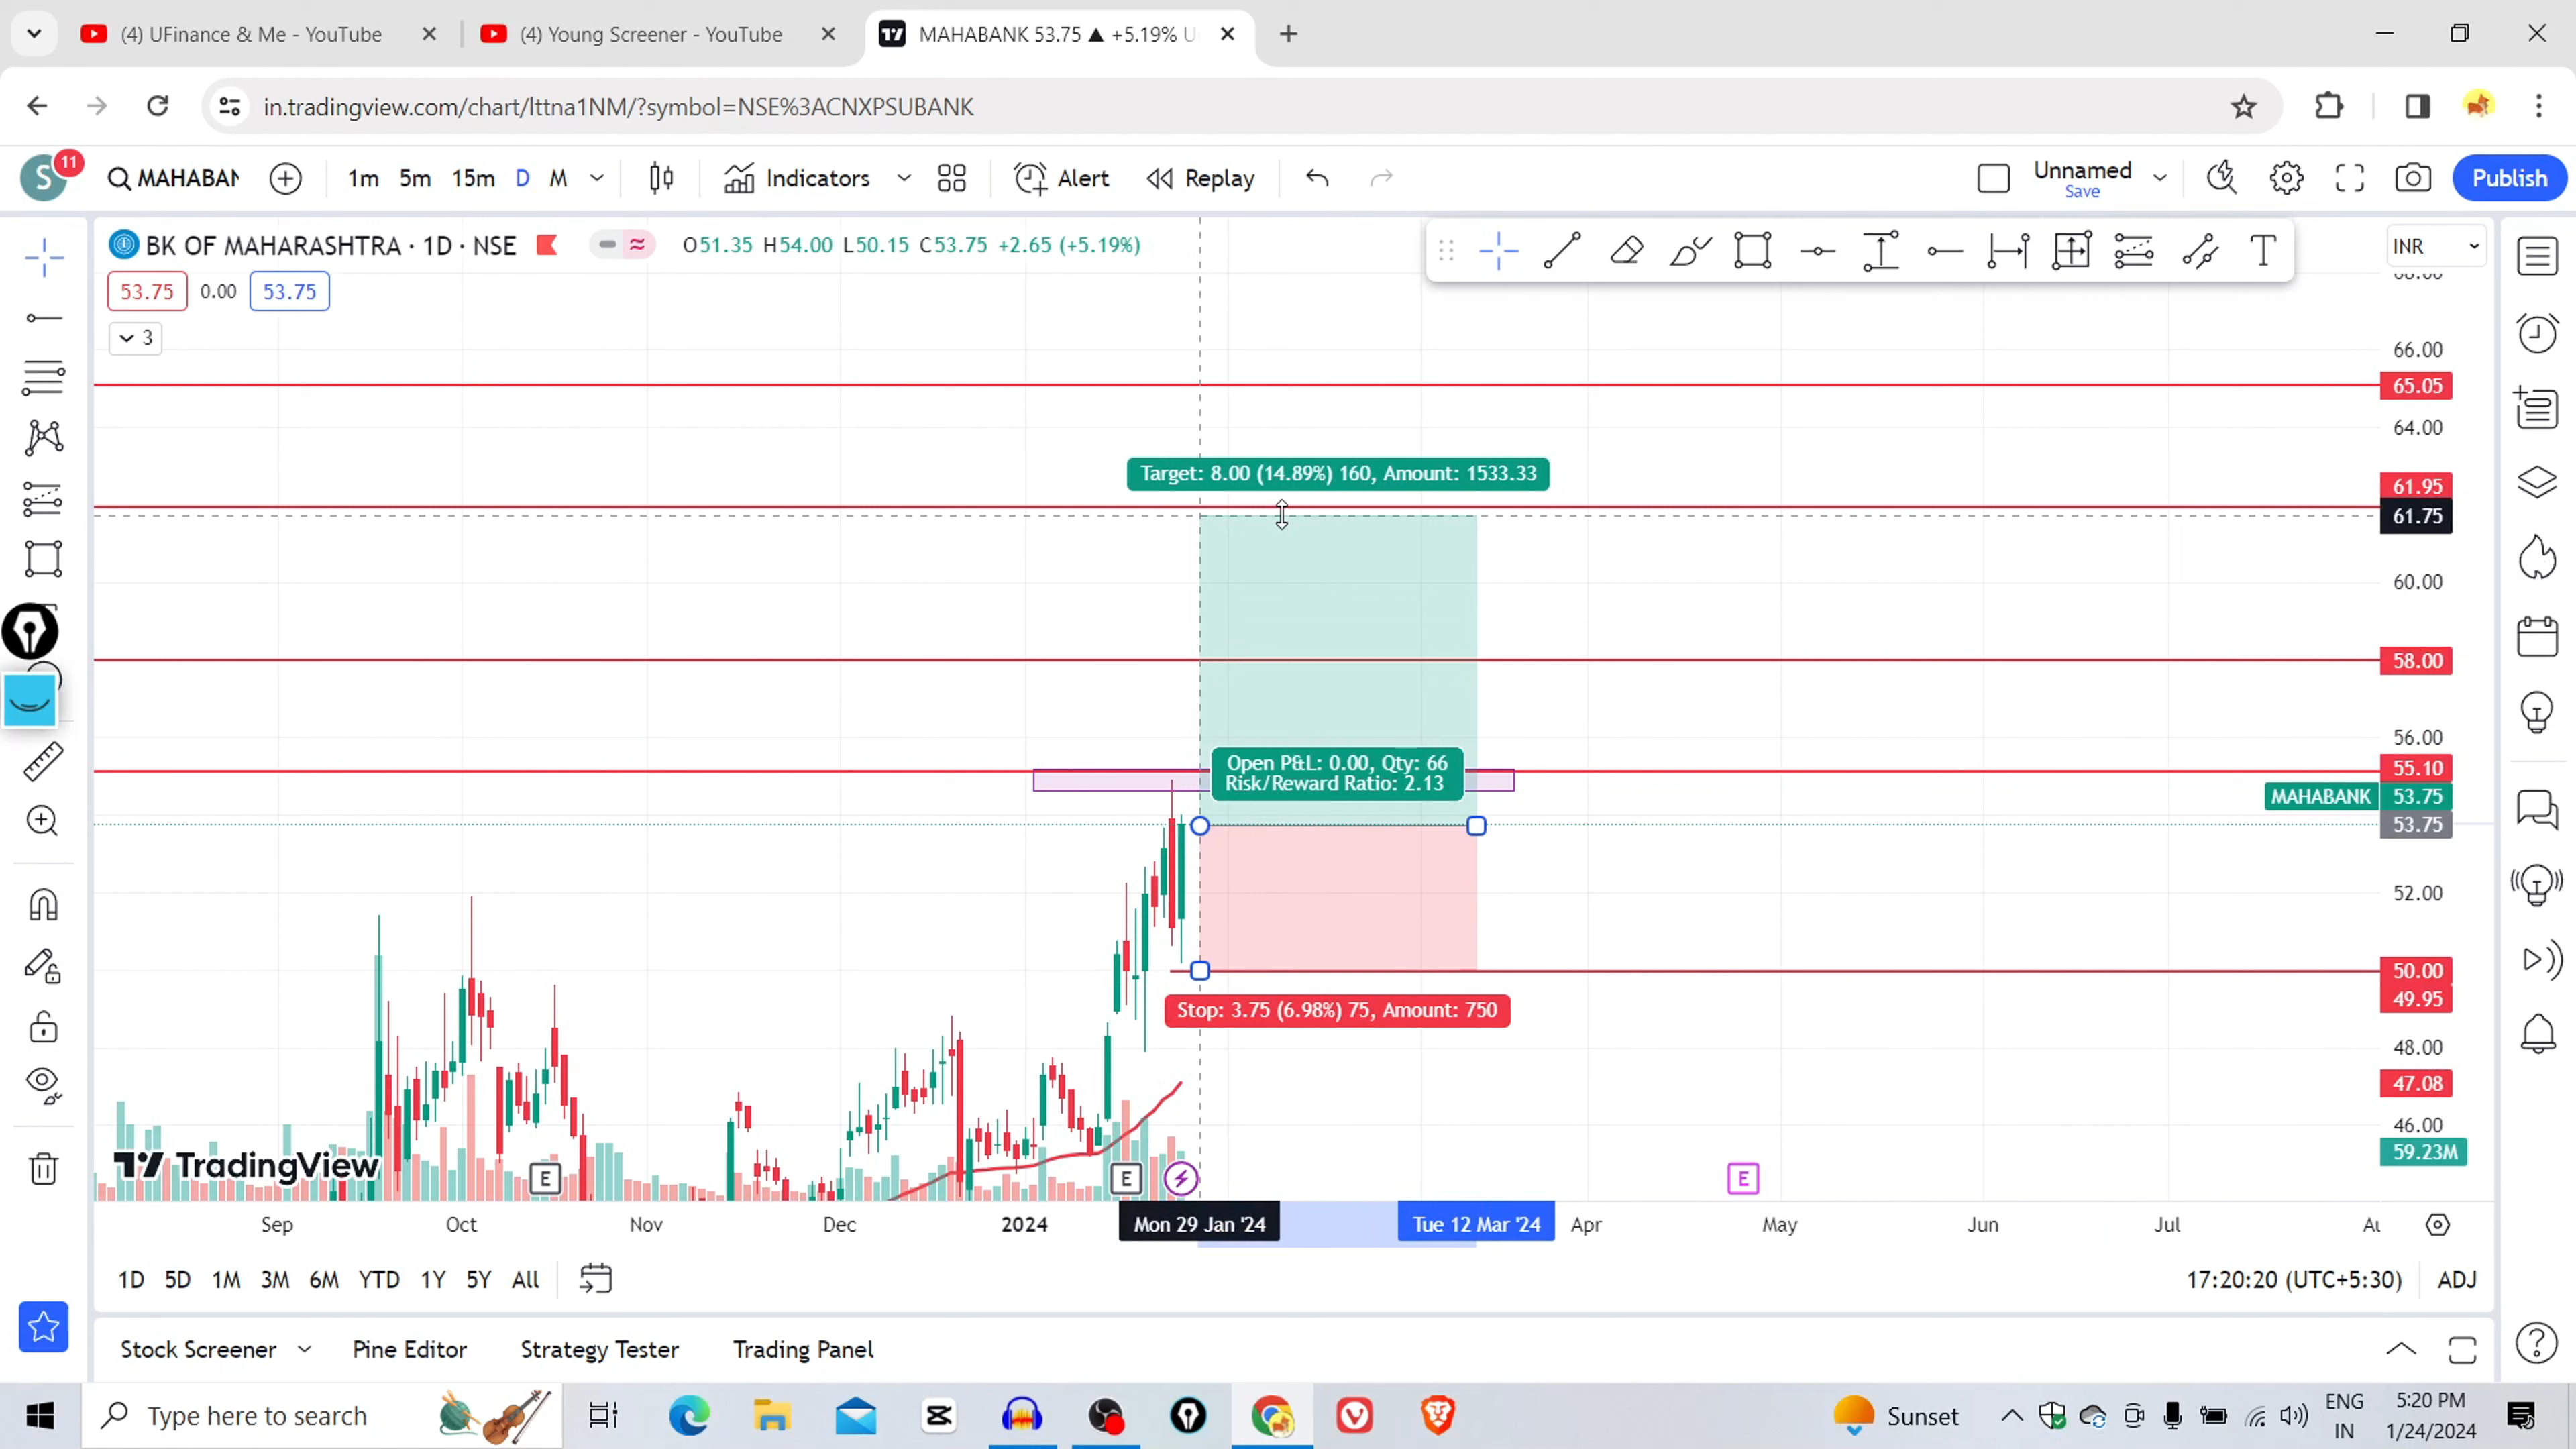 (4) UFinance & Me - YouTube
(4) Young Screener - YouTube
MAHABANK 53.75 ▲ +5.19%
in.tradingview.com/chart/lttna1NM/?symbol=NSE%3ACNXPSUBANK
S 11
MAHABAN
1m 5m 15m D M
Indicators
Alert
Replay
Unnamed
Save
Publish
BK OF MAHARASHTRA · 1D · NSE
O51.35 H54.00 L50.15 C53.75 +2.65 (+5.19%)
INR
53.75 0.00 53.75
3
66.00
65.05
64.00
Target: 8.00 (14.89%) 160, Amount: 1533.33
61.95
61.75
60.00
58.00
56.00
Open P&L: 0.00, Qty: 66
Risk/Reward Ratio: 2.13
55.10
MAHABANK 53.75
53.75
52.00
50.00
49.95
Stop: 3.75 (6.98%) 75, Amount: 750
48.00
47.08
46.00
59.23M
TradingView
E E E
Sep Oct Nov Dec 2024 Mon 29 Jan '24 Tue 12 Mar '24 Apr May Jun Jul
1D 5D 1M 3M 6M YTD 1Y 5Y All
17:20:20 (UTC+5:30) ADJ
Stock Screener Pine Editor Strategy Tester Trading Panel
Type here to search
Sunset
ENG
IN
5:20 PM
1/24/2024